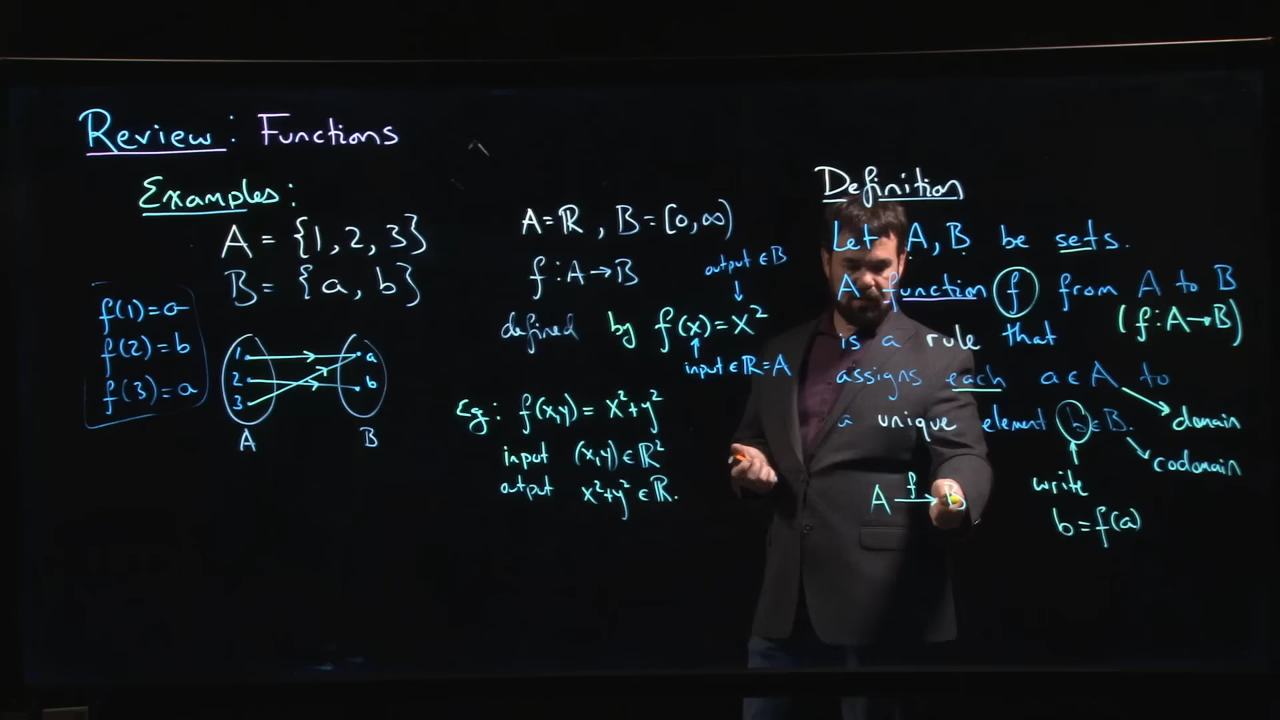 Review: Functions
Examples:
A = {1, 2, 3}
B = {a, b}
f(1)=a
f(2)=b
f(3)=a
1 a
2 b
3
A B
A=ℝ, B=[0,∞)
f:A→B
output ∈ B
defined by f(x)=x²
input ∈ ℝ=A
Eg: f(x,y)= x²+y²
input (x,y) ∈ ℝ²
output x²+y² ∈ ℝ.
Definition
Let A, B be sets.
A function f from A to B
(f:A→B)
is a rule that
assigns each a∈A to
domain
a unique element b∈B.
codomain
write
b=f(a)
A f→ B